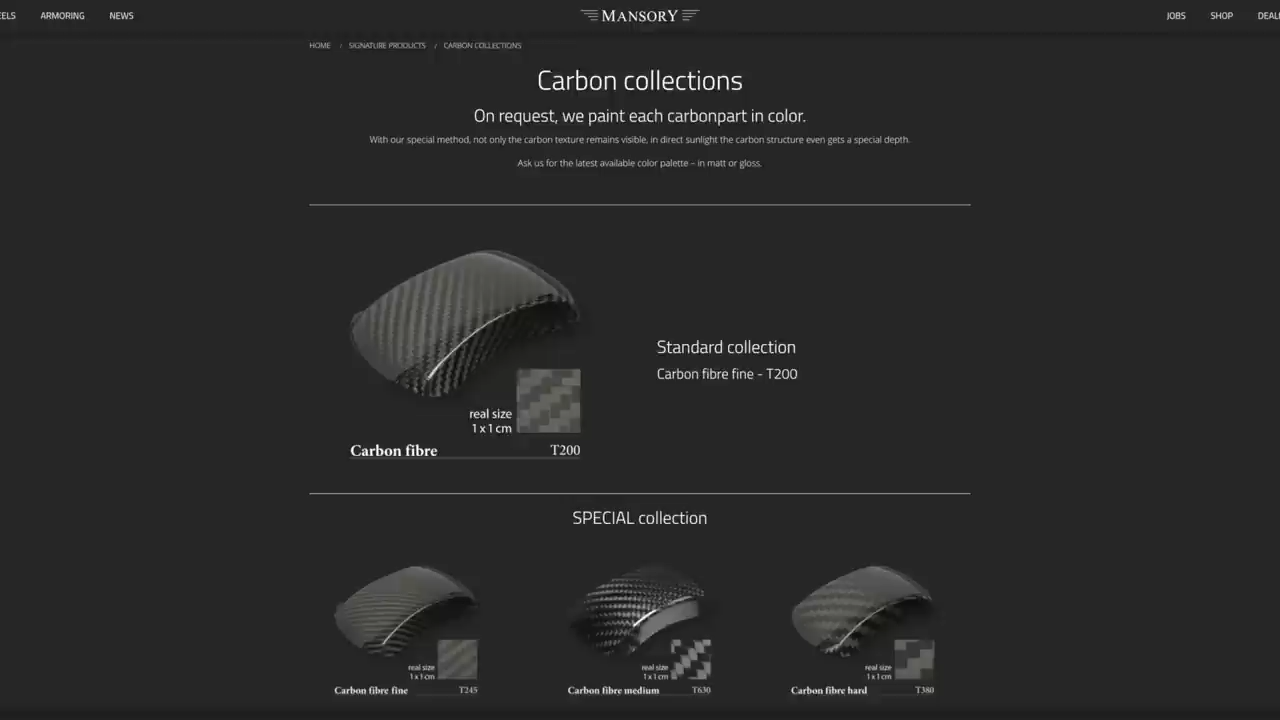 ARMORING NEWS MANSORY JOBS SHOP
HOME / SIGNATURE PRODUCTS / CARBON COLLECTIONS
Carbon collections
On request, we paint each carbonpart in color.
With our special method, not only the carbon texture remains visible, in direct sunlight the carbon structure even gets a special depth.
Ask us for the latest available color palette – in matt or gloss.
Standard collection
Carbon fibre fine - T200
real size
1 x 1 cm
Carbon fibre T200
SPECIAL collection
real size
1 x 1 cm
Carbon fibre fine T245
real size
1 x 1 cm
Carbon fibre medium T630
real size
1 x 1 cm
Carbon fibre hard T380